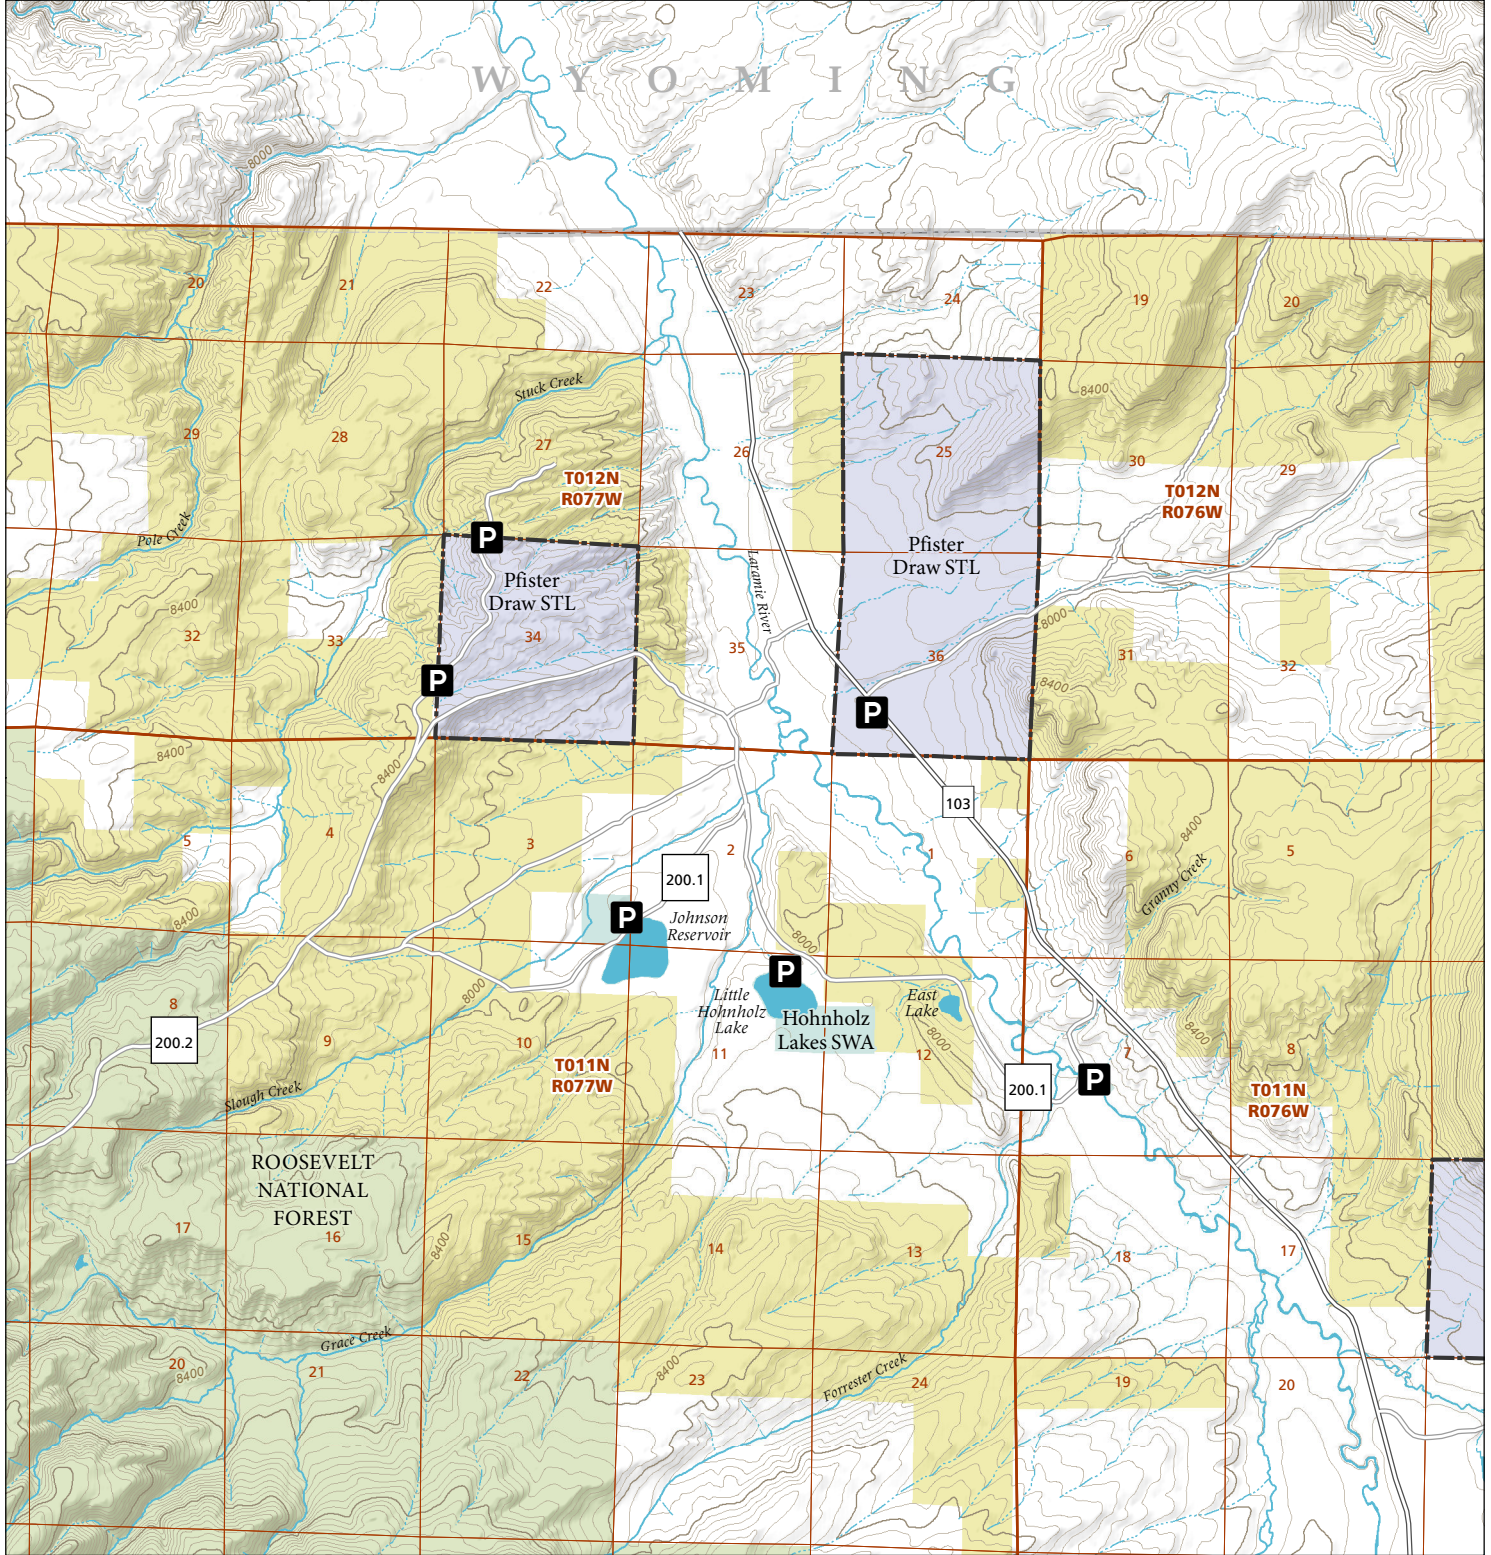 WYOMING
8000
20
21
22
23
24
19
20
Stuck Creek
8400
29
28
27
26
25
30
29
T012N
R077W
T012N
R076W
Pole Creek
P
Pfister
Draw STL
Pfister
Draw STL
Laramie River
8400
32
33
34
35
36
8000
31
32
P
8400
P
8400
8400
103
5
4
3
2
1
6
5
8400
200.1
Granny Creek
8400
P
Johnson
Reservoir
8000
P
8000
Little
Hohnholz
Lake
East
Lake
Hohnholz
Lakes SWA
8
200.2
9
10
11
12
8000
7
8400
8
T011N
R077W
P
200.1
T011N
R076W
Slough Creek
ROOSEVELT
NATIONAL
FOREST
17
16
15
14
13
18
17
8400
Grace Creek
20
8400
21
22
8400
23
Forrester Creek
24
19
20